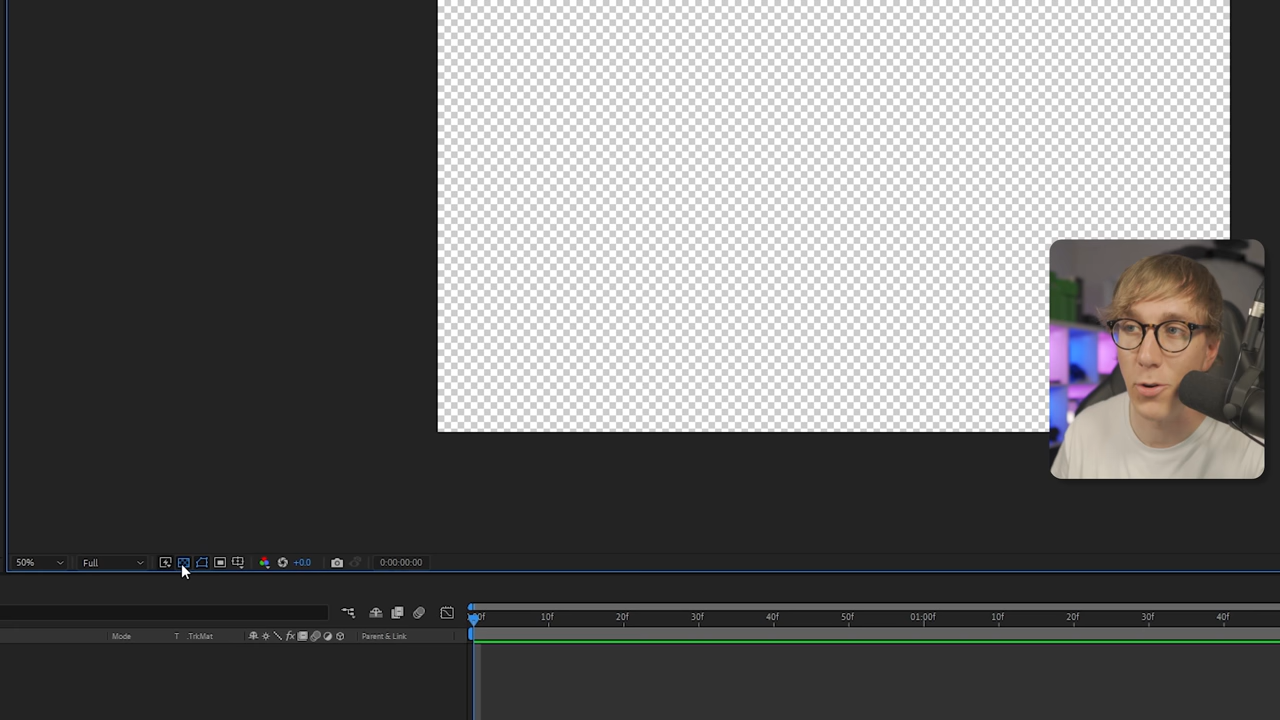 50% Full +0.0 0:00:00:00
10f 20f 30f 40f 50f 01:00f 10f 20f 30f 40f
Mode T .TrkMat fx Parent & Link